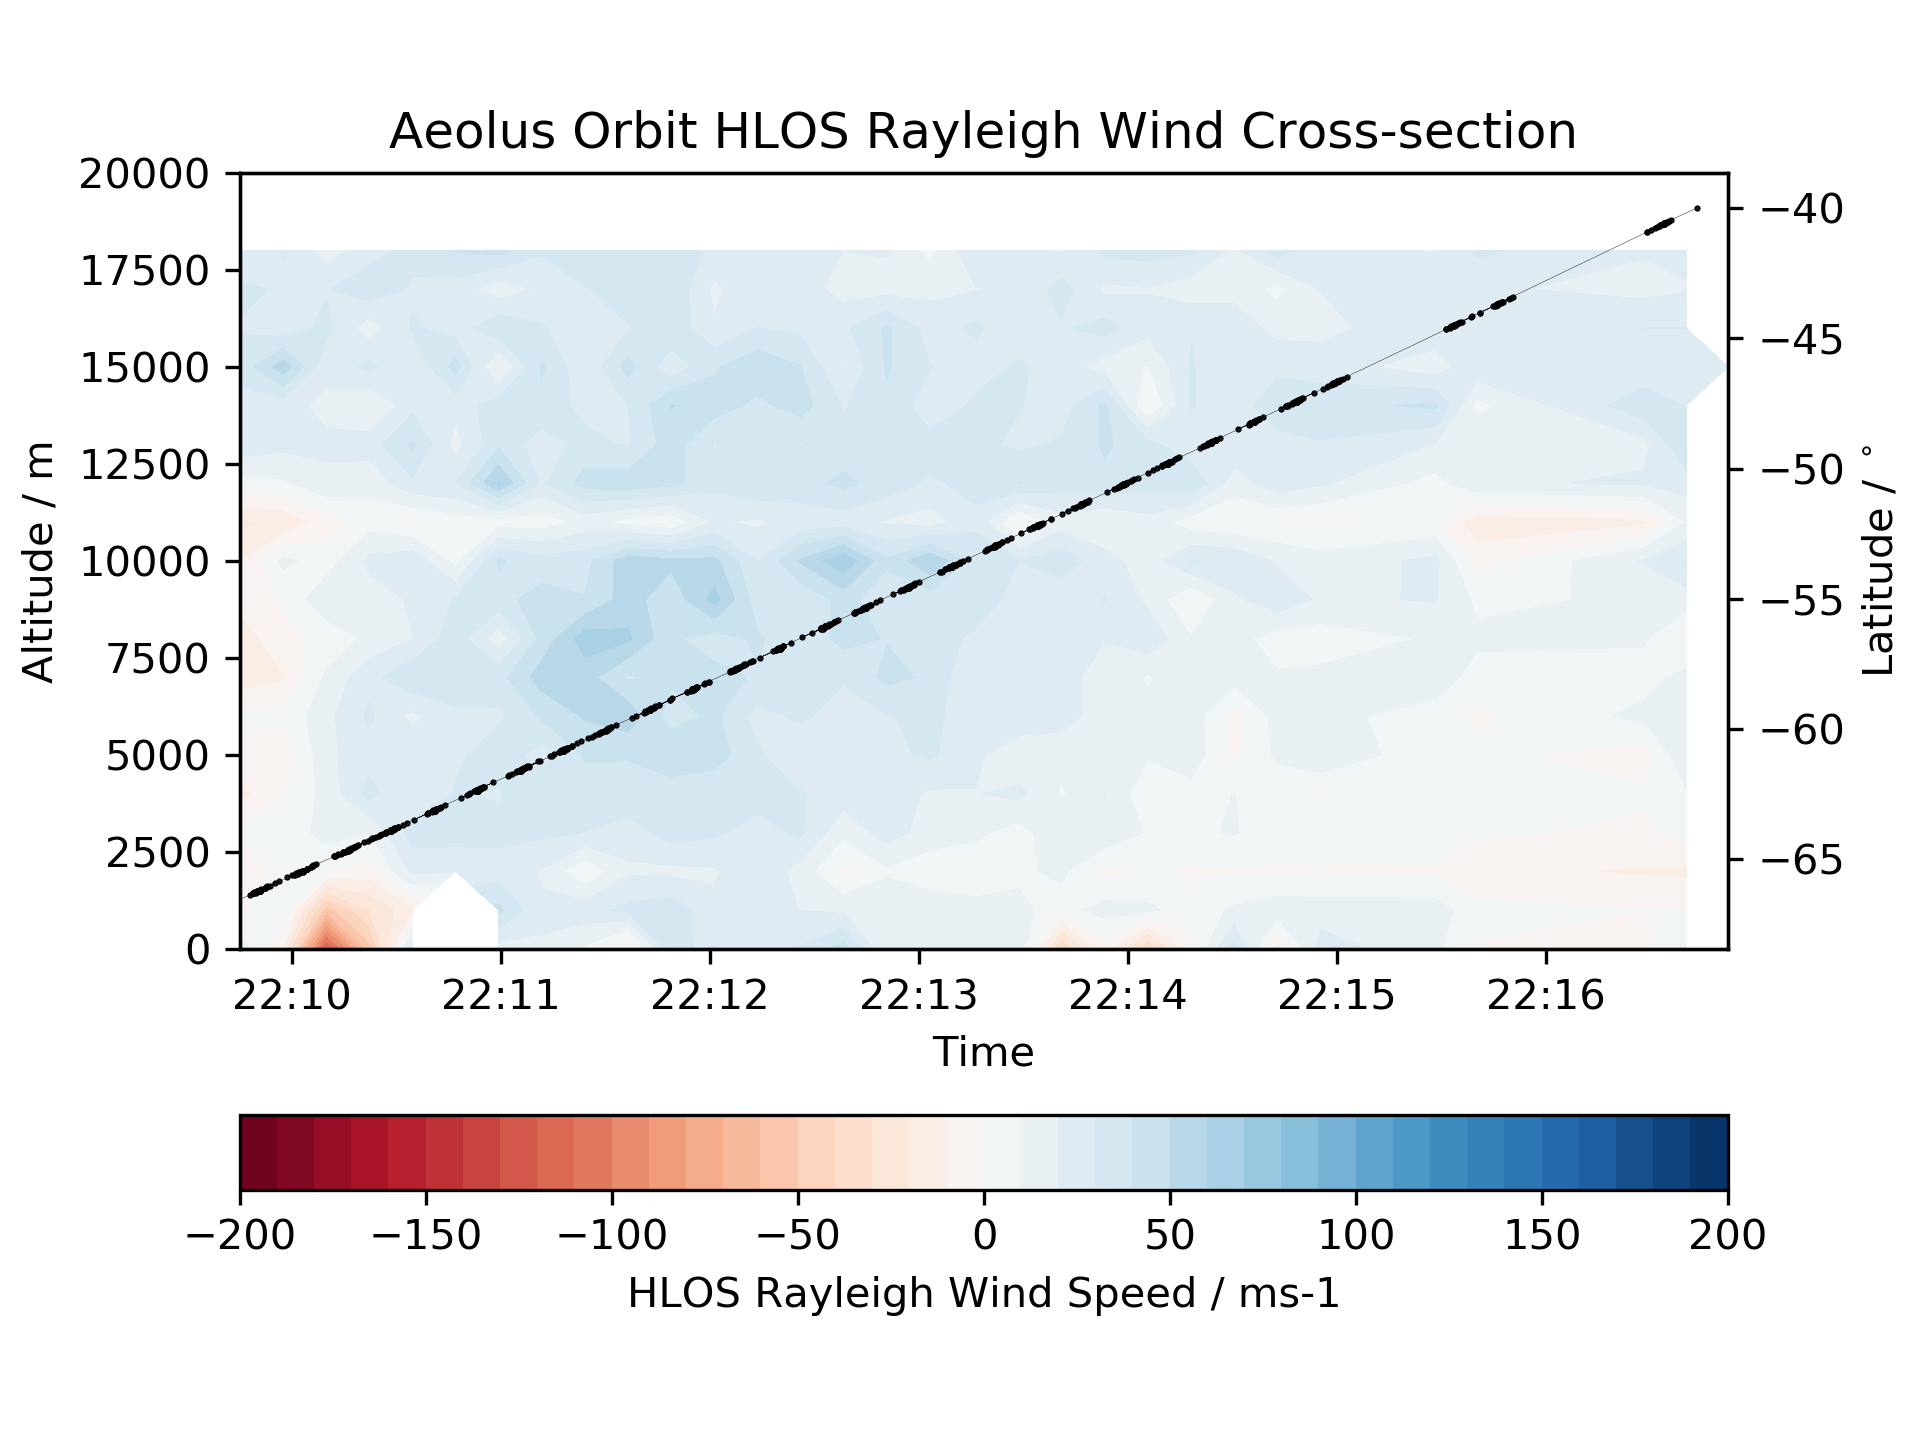 Aeolus Orbit HLOS Rayleigh Wind Cross-section
20000
17500
15000
12500
10000
7500
5000
2500
0
Altitude / m
−40
−45
−50
−55
−60
−65
Latitude / °
22:10 22:11 22:12 22:13 22:14 22:15 22:16
Time
−200 −150 −100 −50 0 50 100 150 200
HLOS Rayleigh Wind Speed / ms-1